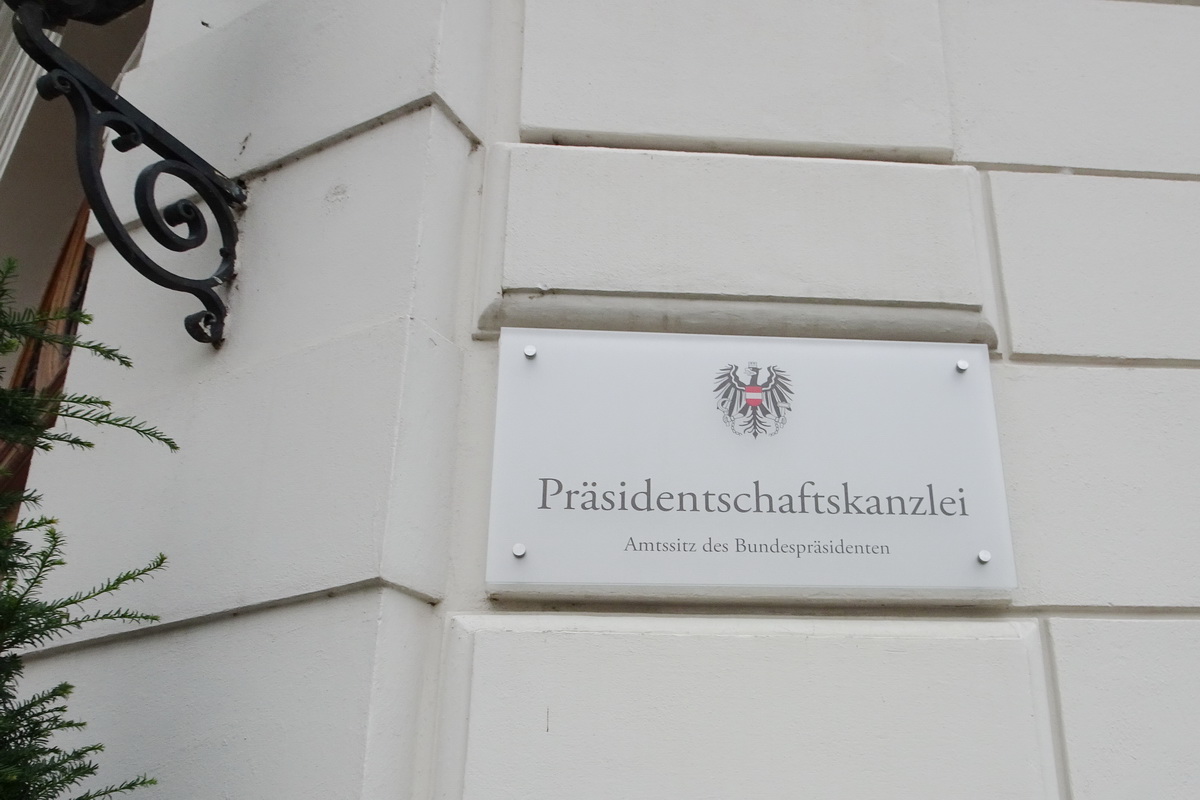 Präsidentschaftskanzlei
Amtssitz des Bundespräsidenten